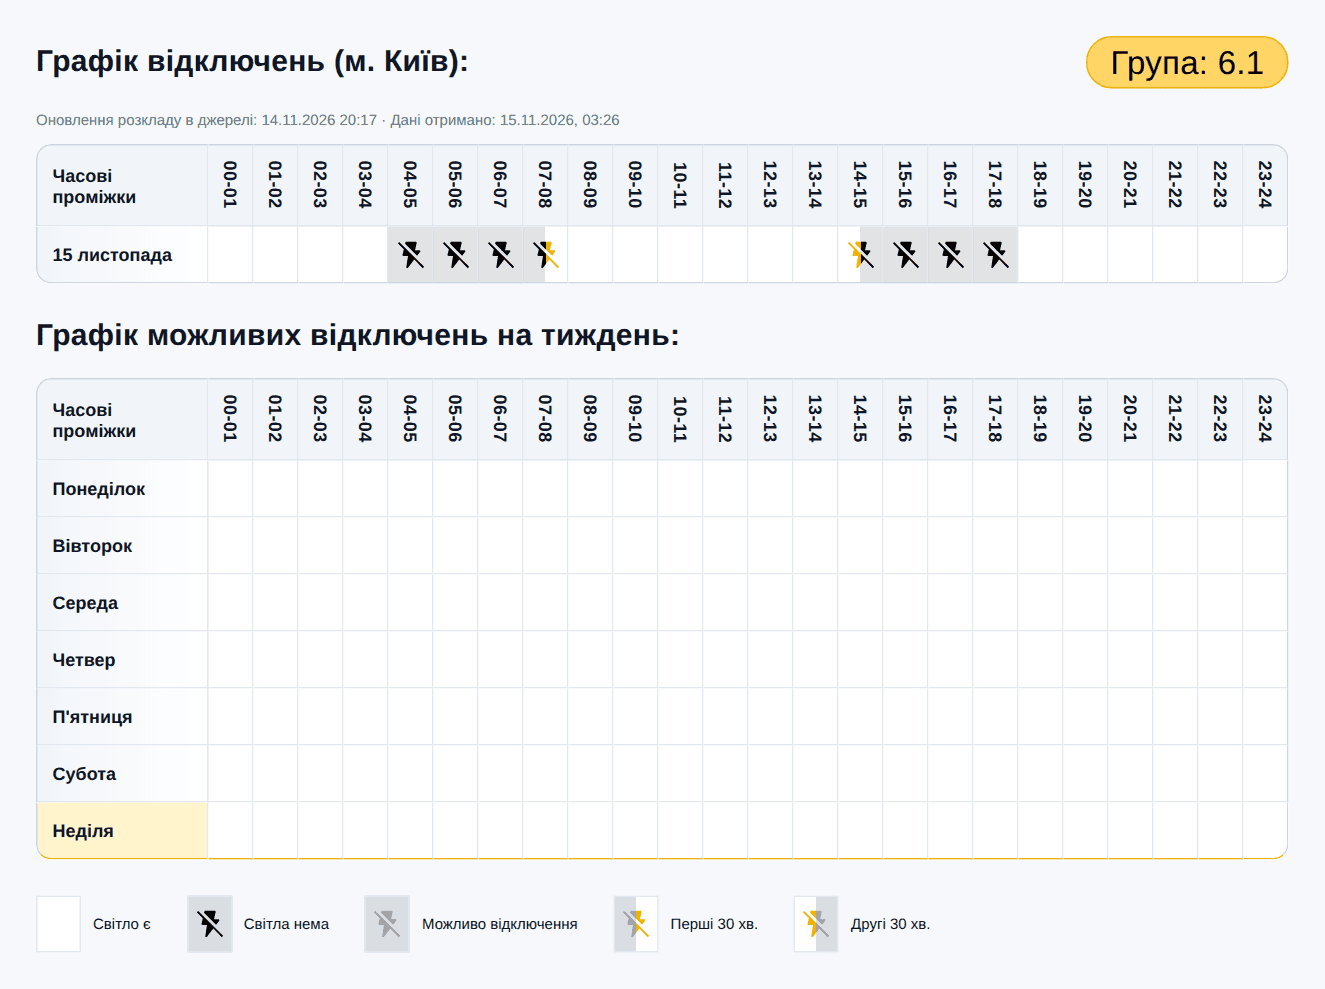 Графік відключень (м. Київ):
Група: 6.1
Оновлення розкладу в джерелі: 14.11.2026 20:17 · Дані отримано: 15.11.2026, 03:26
Часові проміжки 00-01 01-02 02-03 03-04 04-05 05-06 06-07 07-08 08-09 09-10 10-11 11-12 12-13 13-14 14-15 15-16 16-17 17-18 18-19 19-20 20-21 21-22 22-23 23-24
15 листопада
Графік можливих відключень на тиждень:
Часові проміжки 00-01 01-02 02-03 03-04 04-05 05-06 06-07 07-08 08-09 09-10 10-11 11-12 12-13 13-14 14-15 15-16 16-17 17-18 18-19 19-20 20-21 21-22 22-23 23-24
Понеділок
Вівторок
Середа
Четвер
П'ятниця
Субота
Неділя
Світло є Світла нема Можливо відключення Перші 30 хв. Другі 30 хв.